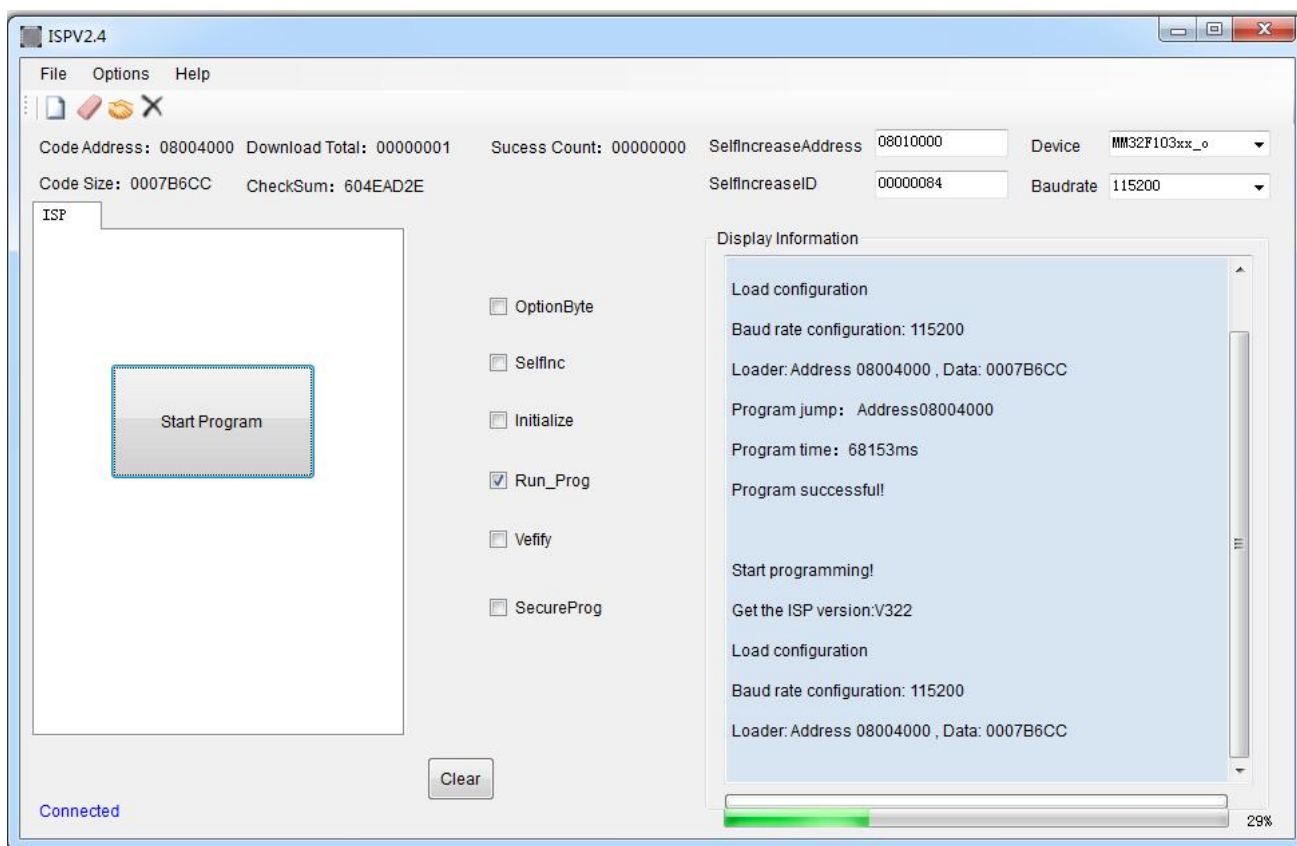 ISPV2.4
File Options Help
Code Address: 08004000 Download Total: 00000001 Sucess Count: 00000000 SelfIncreaseAddress 08010000 Device MM32F103xx_o
Code Size: 0007B6CC CheckSum: 604EAD2E SelfIncreaseID 00000084 Baudrate 115200
ISP
Start Program
OptionByte
SelfInc
Initialize
Run_Prog
Vefify
SecureProg
Clear
Connected
Display Information
Load configuration
Baud rate configuration: 115200
Loader: Address 08004000 , Data: 0007B6CC
Program jump: Address08004000
Program time: 68153ms
Program successful!
Start programming!
Get the ISP version:V322
Load configuration
Baud rate configuration: 115200
Loader: Address 08004000 , Data: 0007B6CC
29%